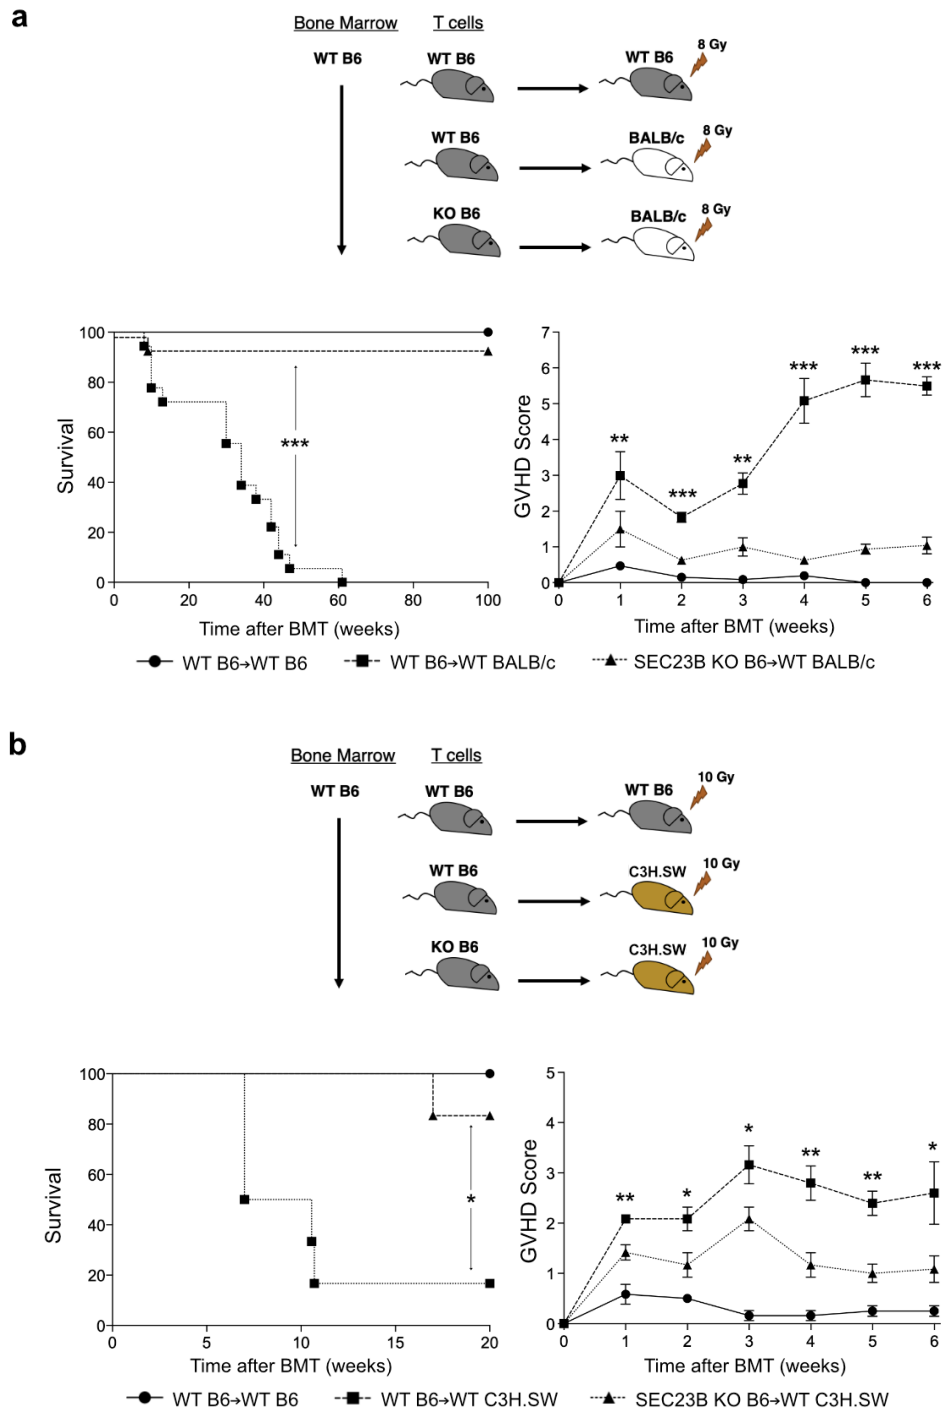 a
Bone Marrow T cells
WT B6 WT B6 WT B6 8 Gy
WT B6 BALB/c 8 Gy
KO B6 BALB/c 8 Gy
Survival
100
80
60
40
20
0
0 20 40 60 80 100
Time after BMT (weeks)
***
GVHD Score
7
6
5
4
3
2
1
0
0 1 2 3 4 5 6
Time after BMT (weeks)
** *** ** *** *** ***
WT B6→WT B6 WT B6→WT BALB/c SEC23B KO B6→WT BALB/c
b
Bone Marrow T cells
WT B6 WT B6 WT B6 10 Gy
WT B6 C3H.SW 10 Gy
KO B6 C3H.SW 10 Gy
Survival
100
80
60
40
20
0
0 5 10 15 20
Time after BMT (weeks)
*
GVHD Score
5
4
3
2
1
0
0 1 2 3 4 5 6
Time after BMT (weeks)
** * * ** ** *
WT B6→WT B6 WT B6→WT C3H.SW SEC23B KO B6→WT C3H.SW